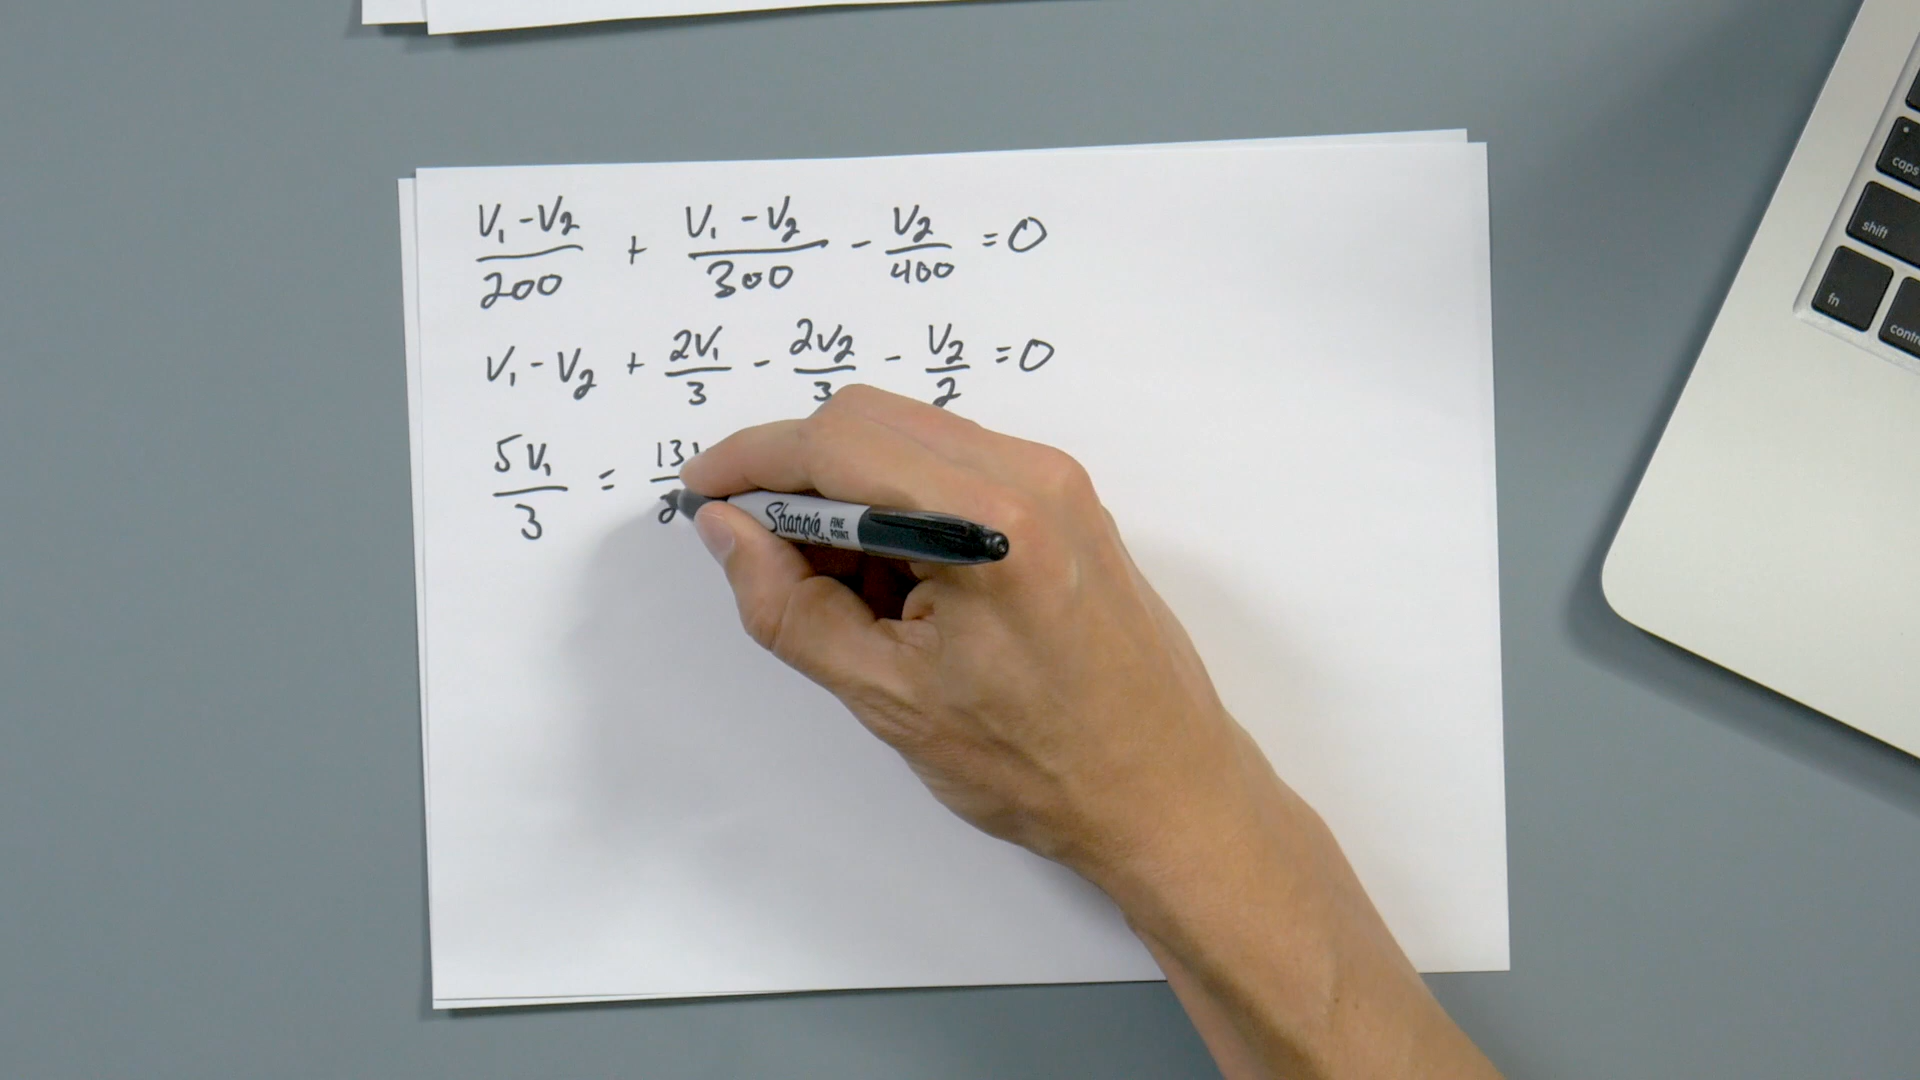 V₁-V₂/200 + V₁-V₂/300 - V₂/400 =0
V₁-V₂ + 2V₁/3 - 2V₂/3 - V₂/2 =0
5V₁/3 = 13
Sharpie. FINE POINT
caps
shift
fn